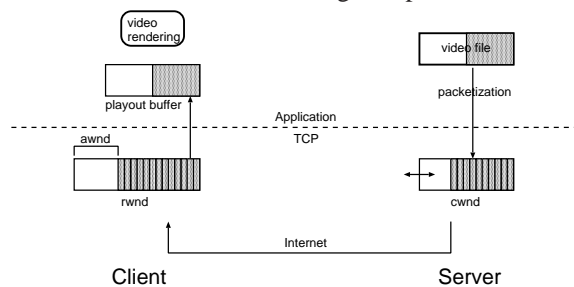 video
rendering
video file
playout buffer
packetization
Application
TCP
awnd
rwnd
cwnd
Internet
Client
Server